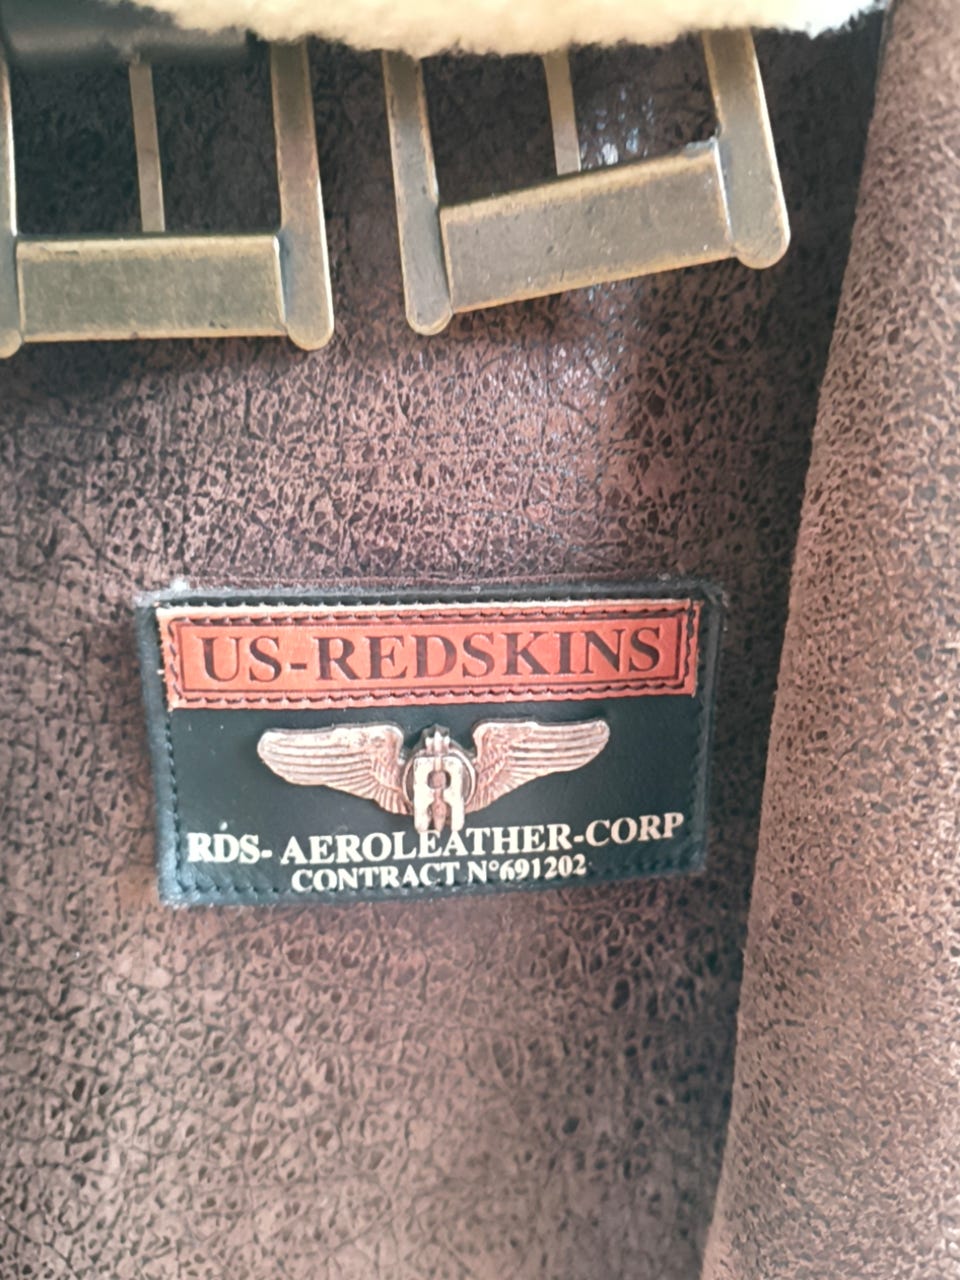 US-REDSKINS
R
RDS- AEROLEATHER-CORP
CONTRACT N°691202